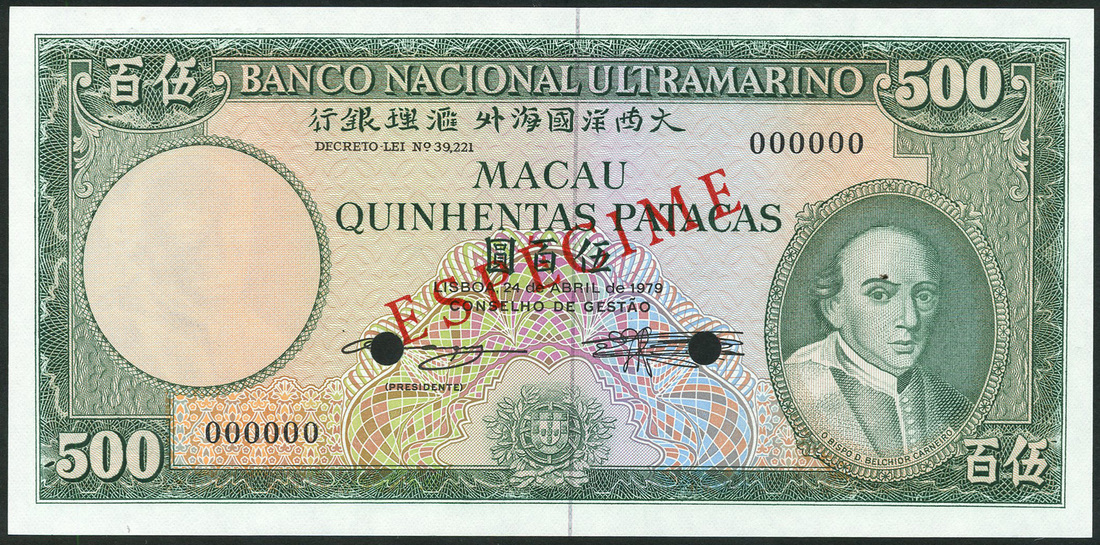 伍百
BANCO NACIONAL ULTRAMARINO
500
大西洋國海外滙理銀行
DECRETO-LEI Nº 39,221
000000
MACAU
QUINHENTAS PATACAS
伍百圓
ESPECIME
LISBOA, 24 de ABRIL de 1979
CONSELHO DE GESTÃO
(PRESIDENTE)
000000
500
O BISPO D. BELCHIOR CARNEIRO
伍百